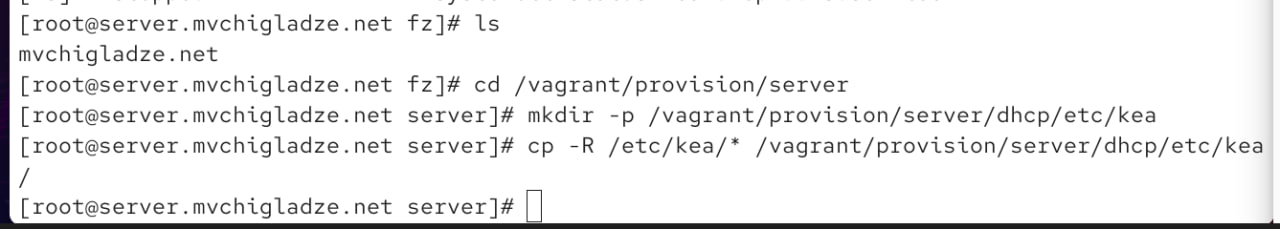 [root@server.mvchigladze.net fz]# ls
mvchigladze.net
[root@server.mvchigladze.net fz]# cd /vagrant/provision/server
[root@server.mvchigladze.net server]# mkdir -p /vagrant/provision/server/dhcp/etc/kea
[root@server.mvchigladze.net server]# cp -R /etc/kea/* /vagrant/provision/server/dhcp/etc/kea
/
[root@server.mvchigladze.net server]#